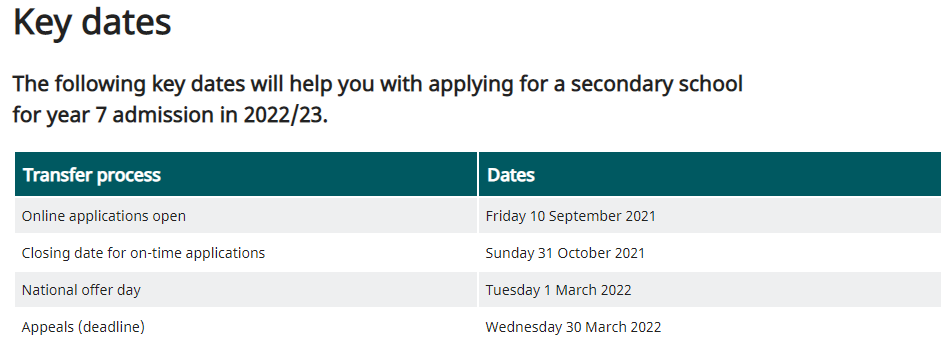 Key dates
The following key dates will help you with applying for a secondary school
for year 7 admission in 2022/23.
Transfer process Dates
Online applications open Friday 10 September 2021
Closing date for on-time applications Sunday 31 October 2021
National offer day Tuesday 1 March 2022
Appeals (deadline) Wednesday 30 March 2022